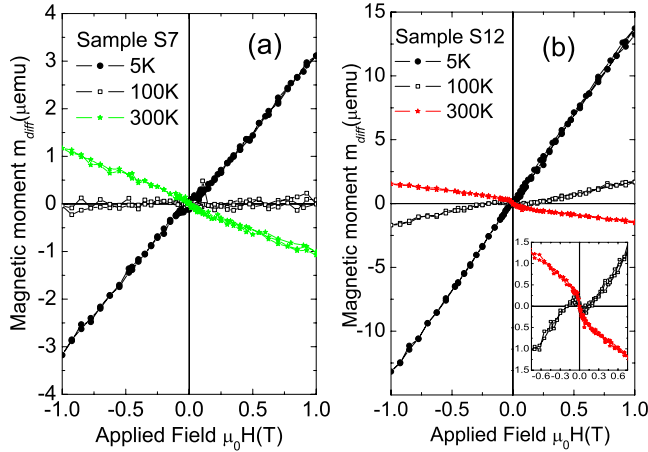 Sample S7 (a)
5K
100K
300K
Magnetic moment m_diff(μemu)
4
3
2
1
0
-1
-2
-3
-4
-1.0 -0.5 0.0 0.5 1.0
Applied Field μ₀H(T)
Sample S12 (b)
5K
100K
300K
Magnetic moment m_diff(μemu)
15
10
5
0
-5
-10
-1.0 -0.5 0.0 0.5 1.0
Applied Field μ₀H(T)
1.5
1.0
0.5
0.0
0.5
1.0
1.5
-0.6 -0.3 0.0 0.3 0.6